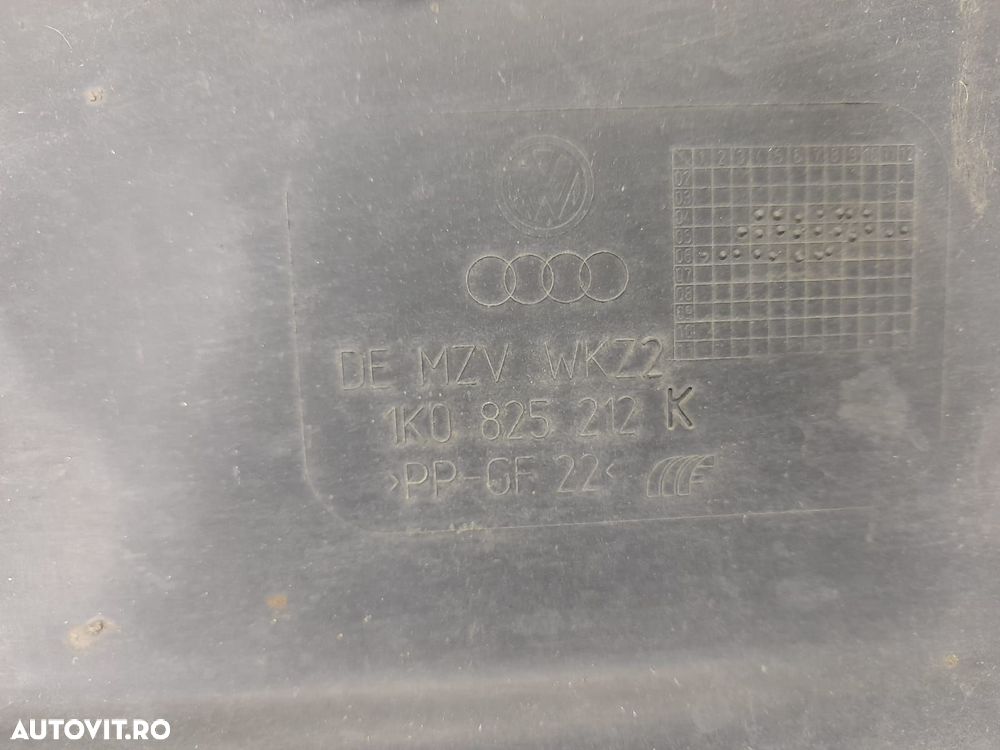 DE MZV WKZ2
1K0 825 212 K
>PP-GF 22<
AUTOVIT.RO